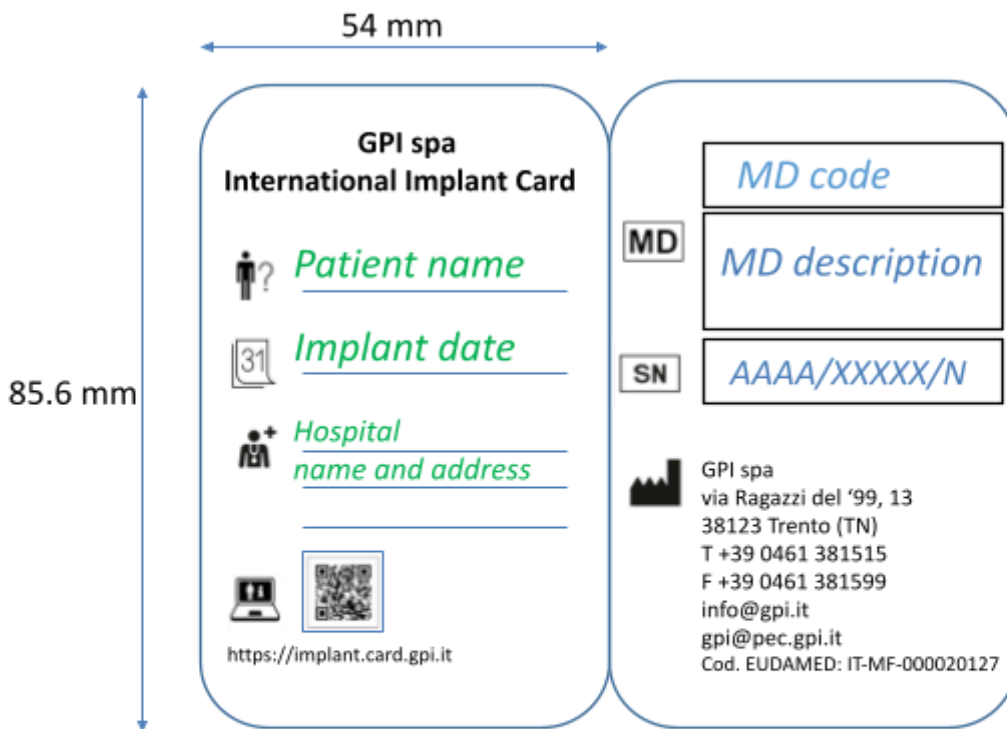 54 mm
85.6 mm
GPI spa
International Implant Card
?
Patient name
31
Implant date
Hospital
name and address
https://implant.card.gpi.it
MD code
MD
MD description
SN
AAAA/XXXXX/N
GPI spa
via Ragazzi del ‘99, 13
38123 Trento (TN)
T +39 0461 381515
F +39 0461 381599
info@gpi.it
gpi@pec.gpi.it
Cod. EUDAMED: IT-MF-000020127